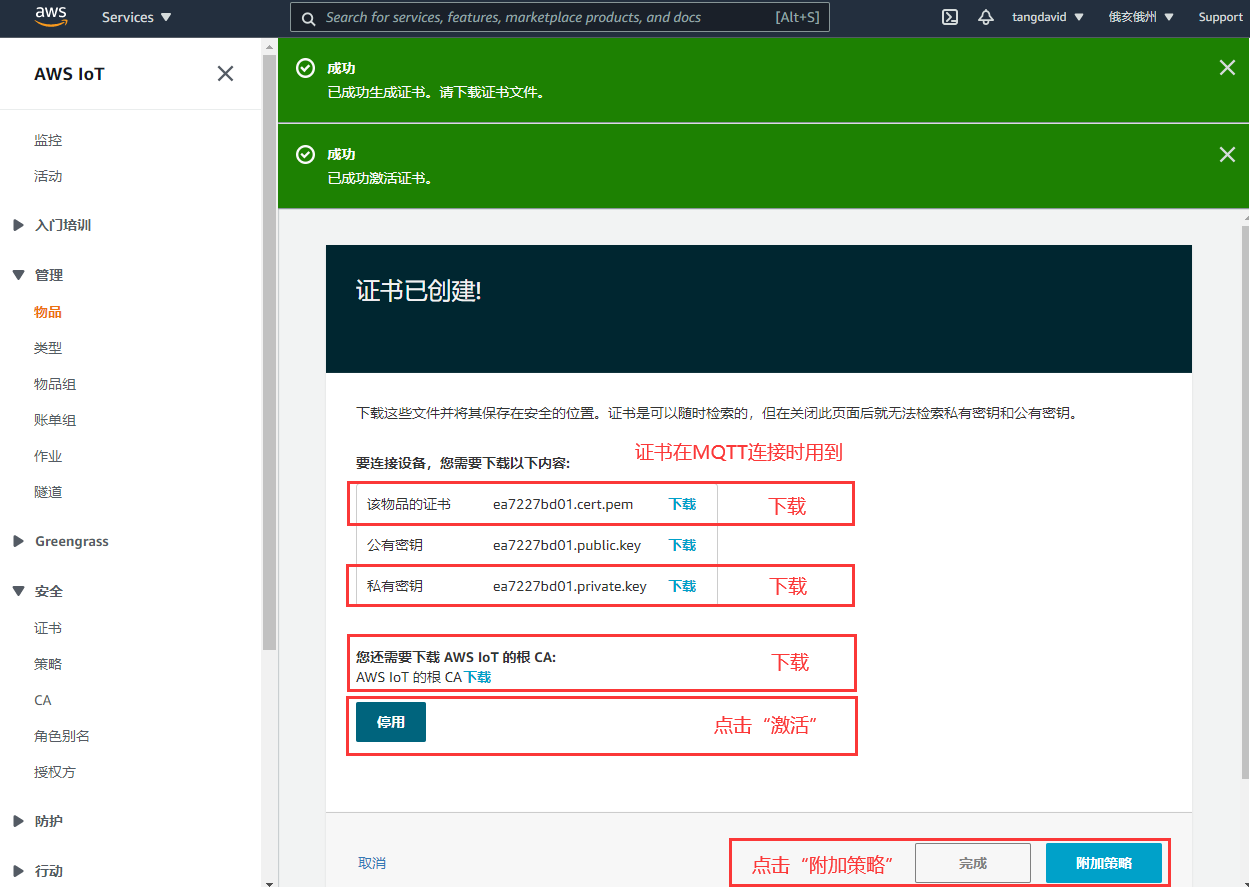 aws
Services
Search for services, features, marketplace products, and docs
[Alt+S]
tangdavid
俄亥俄州
Support
AWS IoT
监控
活动
入门培训
管理
物品
类型
物品组
账单组
作业
隧道
Greengrass
安全
证书
策略
CA
角色别名
授权方
防护
行动
成功
已成功生成证书。请下载证书文件。
成功
已成功激活证书。
证书已创建!
下载这些文件并将其保存在安全的位置。证书是可以随时检索的，但在关闭此页面后就无法检索私有密钥和公有密钥。
证书在MQTT连接时用到
要连接设备，您需要下载以下内容:
该物品的证书 ea7227bd01.cert.pem 下载 下载
公有密钥 ea7227bd01.public.key 下载
私有密钥 ea7227bd01.private.key 下载 下载
您还需要下载 AWS IoT 的根 CA:
AWS IoT 的根 CA下载
下载
停用
点击“激活”
取消
点击“附加策略”
完成
附加策略